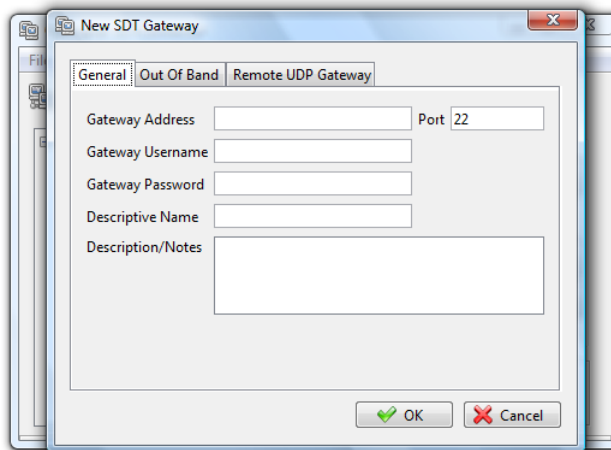 New SDT Gateway
File
General Out Of Band Remote UDP Gateway
Gateway Address Port 22
Gateway Username
Gateway Password
Descriptive Name
Description/Notes
OK Cancel